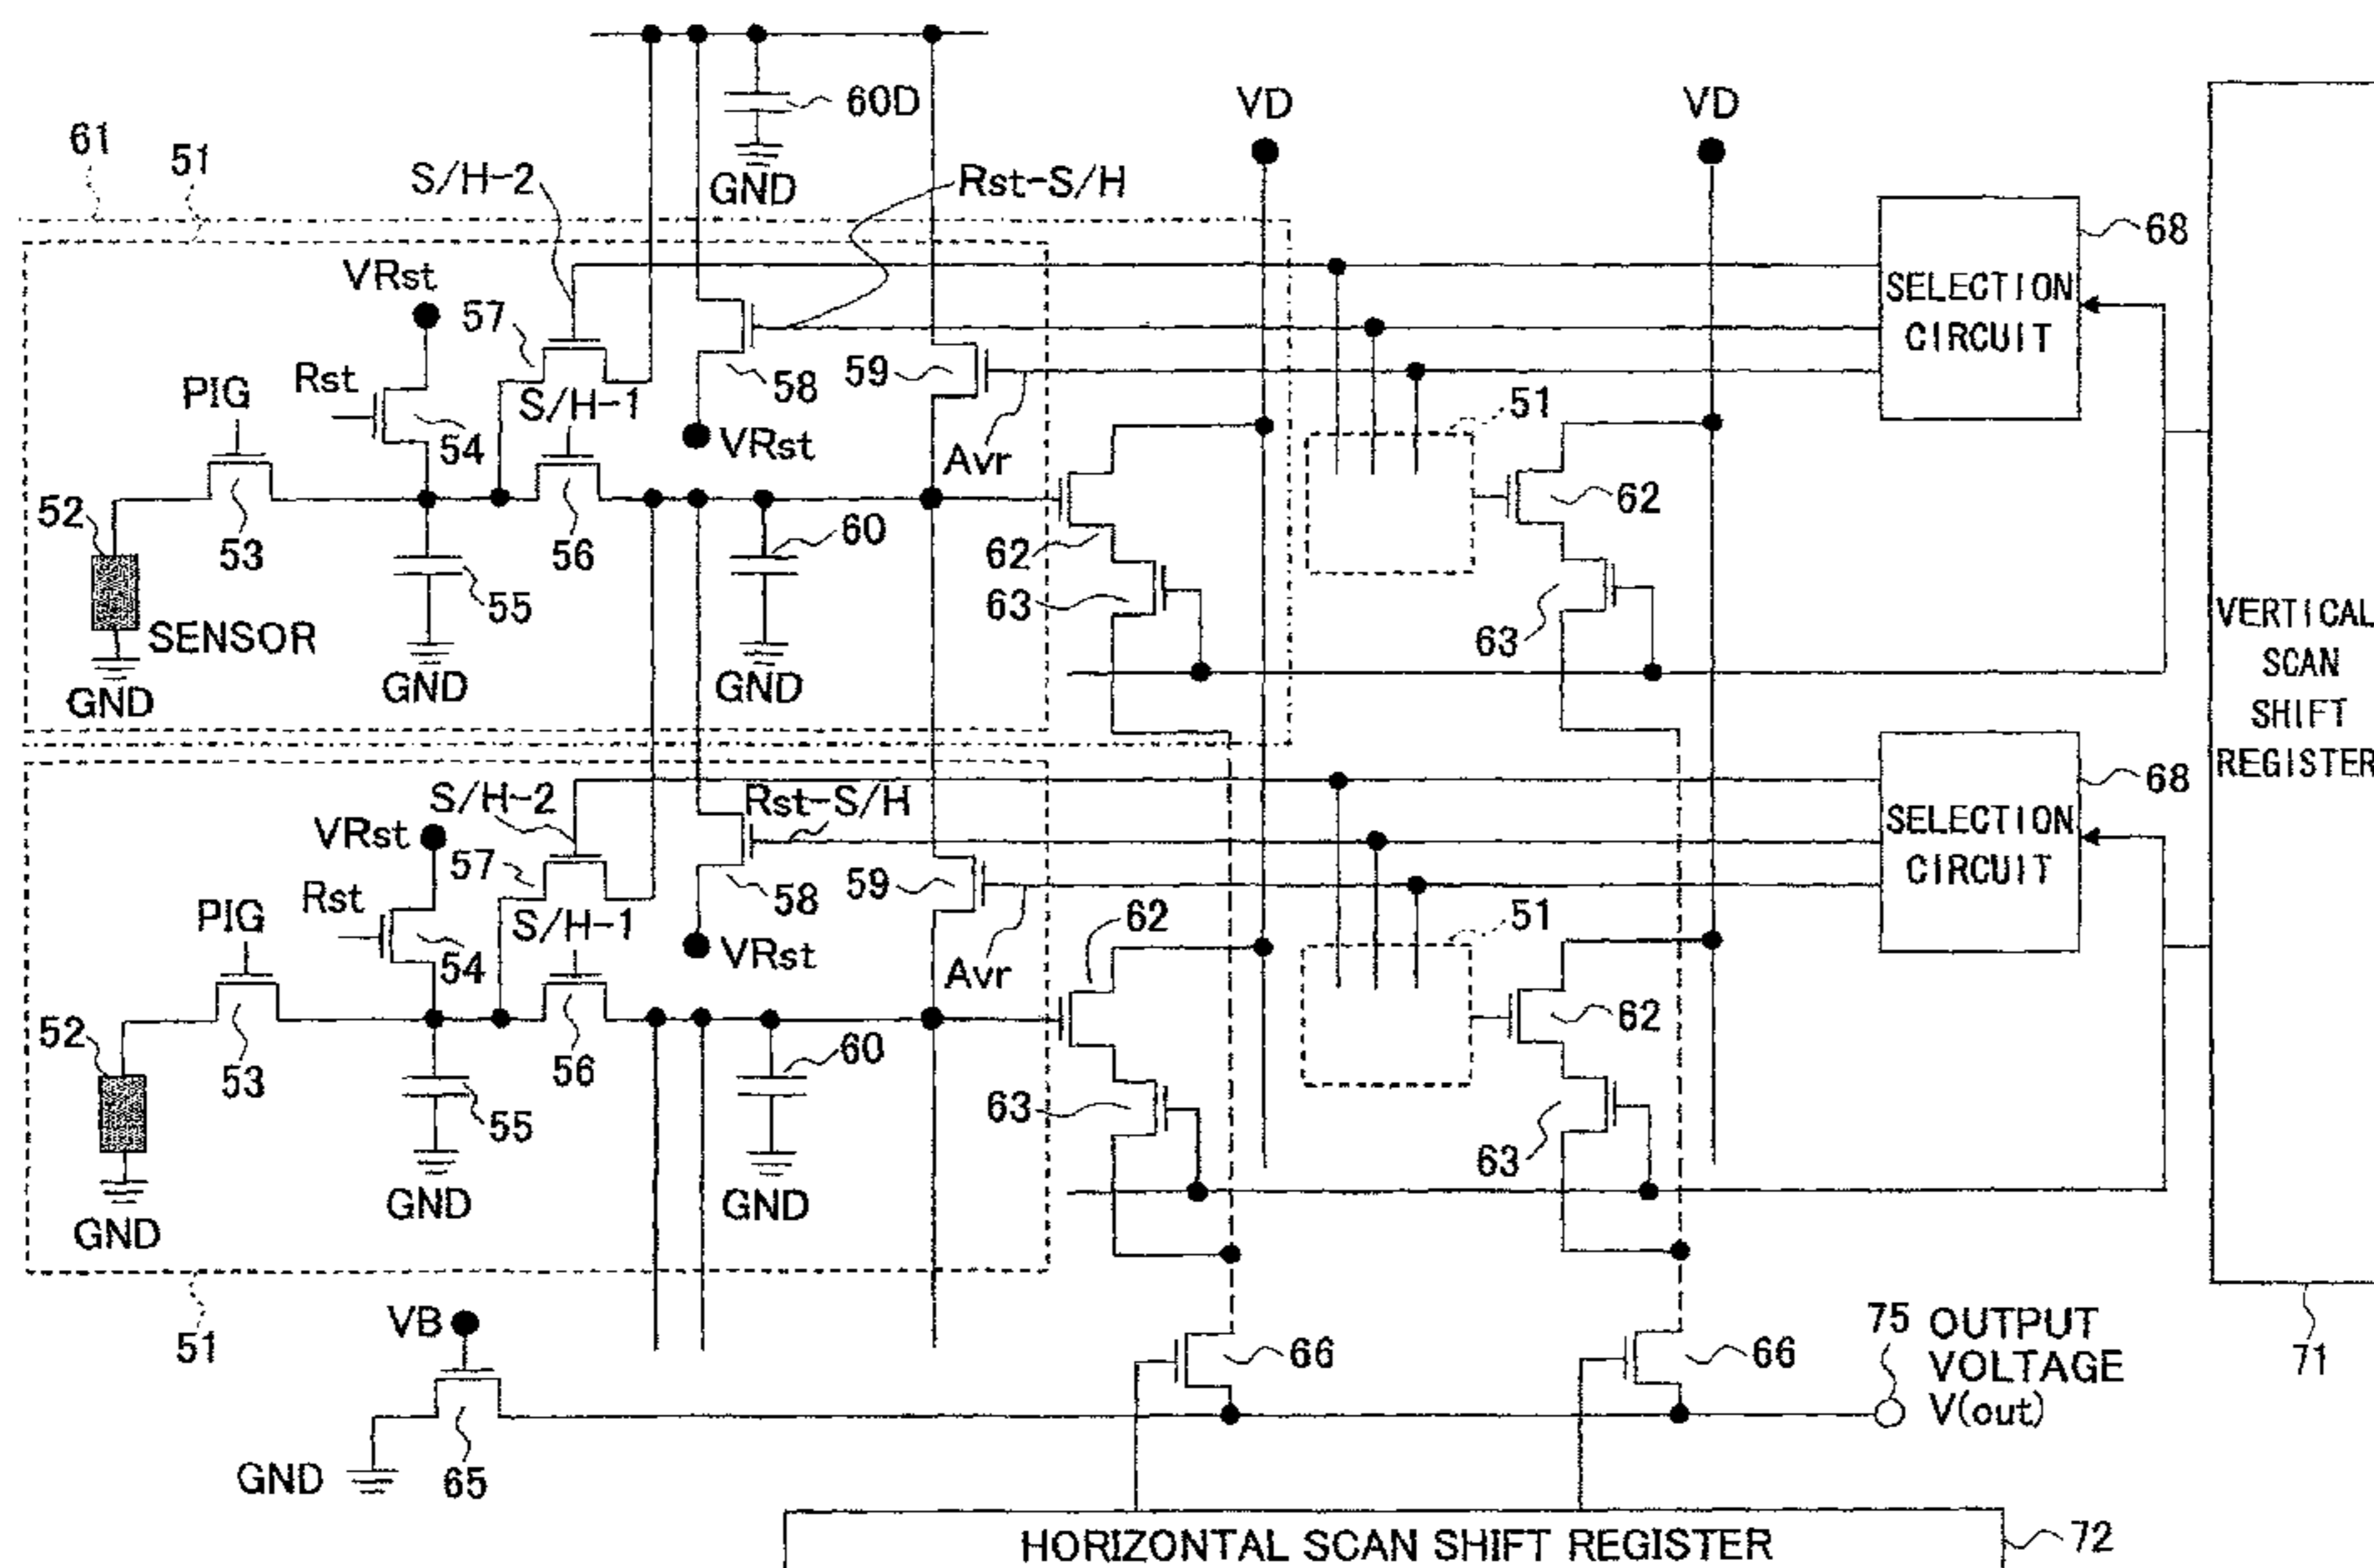 60D
VD
VD
61
51
S/H-2
GND
Rst-S/H
68
VRst
57
SELECTION
CIRCUIT
Rst
PIG
54
S/H-1
58
59
51
VRst
Avr
52
53
56
60
62
62
55
63
63
SENSOR
GND
GND
GND
VERTICAL
SCAN
SHIFT
REGISTER
S/H-2
Rst-S/H
68
VRst
57
SELECTION
CIRCUIT
Rst
PIG
54
S/H-1
58
59
62
51
VRst
Avr
52
53
56
60
62
55
63
63
GND
GND
GND
51
VB
66
66
75 OUTPUT
VOLTAGE
V(out)
71
GND
65
HORIZONTAL SCAN SHIFT REGISTER
72